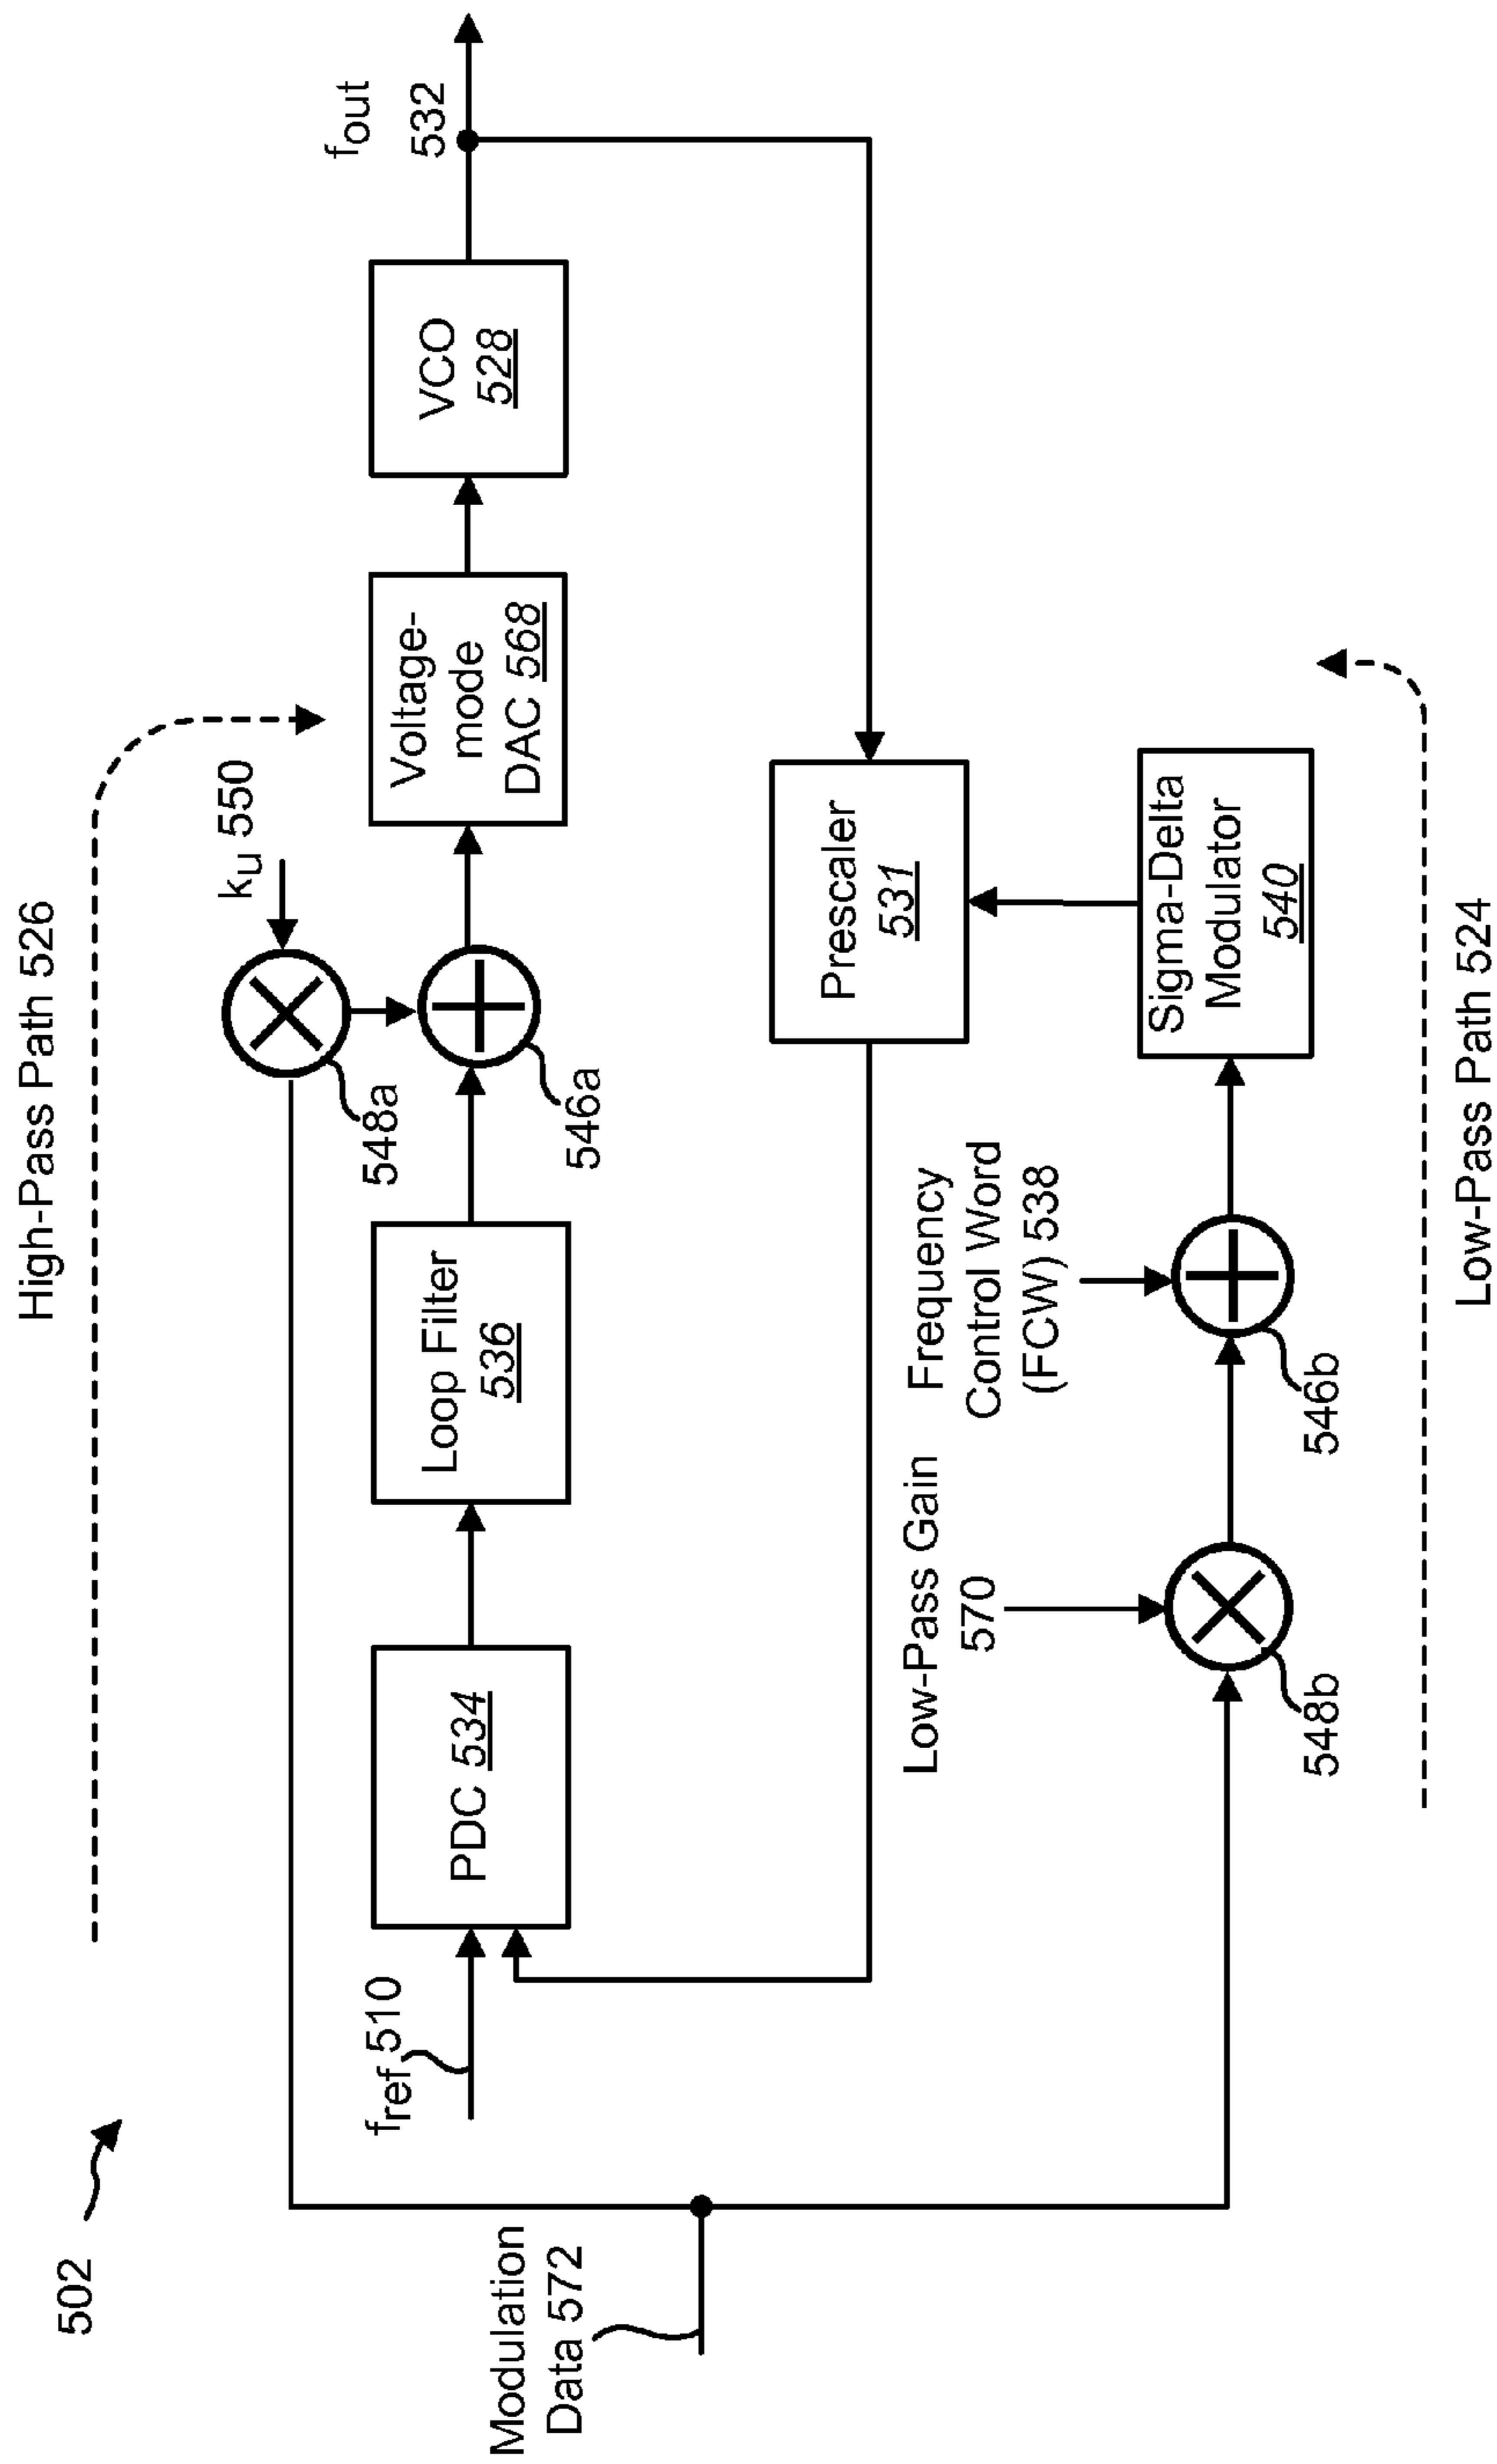 502
High-Pass Path 526
k_u 550
548a
546a
f_out
532
Modulation
Data 572
f_ref 510
PDC 534
Loop Filter
536
Voltage-
mode
DAC 568
VCO
528
Prescaler
531
Low-Pass Gain
570
Frequency
Control Word
(FCW) 538
548b
546b
Sigma-Delta
Modulator
540
Low-Pass Path 524